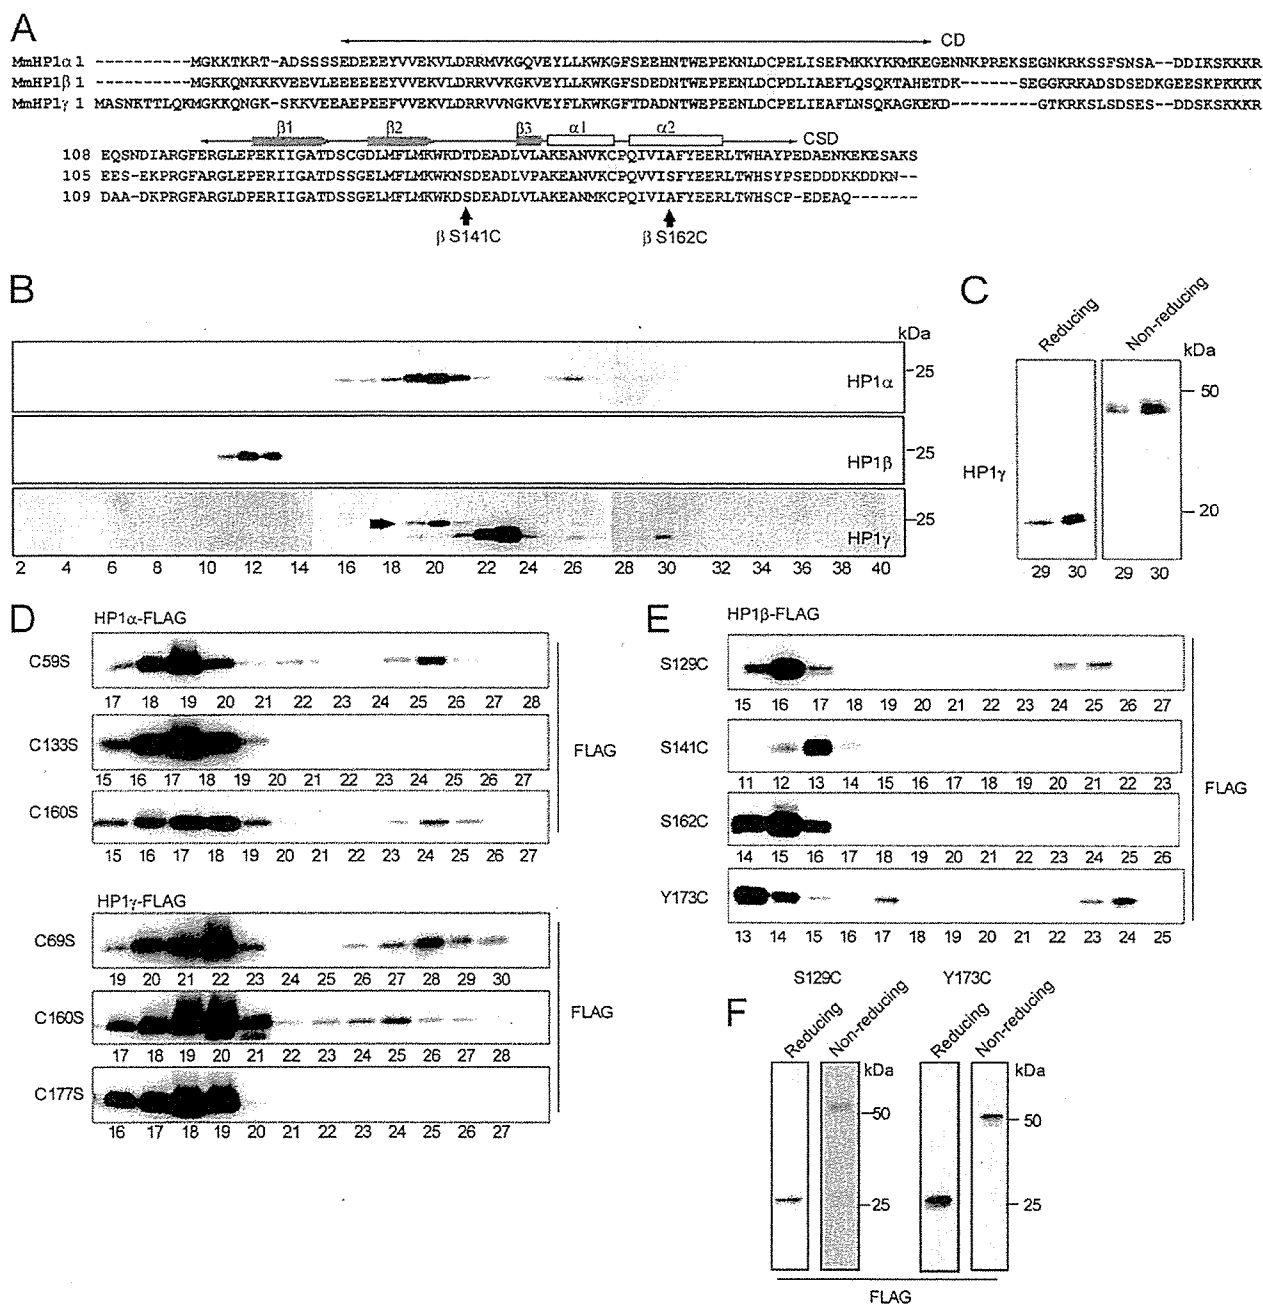 A
CD
MmHP1α 1 ----------MGKKTKRT-ADSSSSEDEEEYVVEKVLDRRMVKGQVEYLLKWKGFSEEHNTWEPEKNLDCPELISEFMKKYKKMKEGENNKPREKSEGNKRKSSFSNSA--DDIKSKKKR
MmHP1β 1 ----------MGKKQNKKKVEEVLEEEEEEYVVEKVLDRRVVKGKVEYLLKWKGFSDEDNTWEPEENLDCPDLIAEFLQSQKTAHETDK------SEGGKRKADSDSEDKGEESKPKKKK
MmHP1γ 1 MASNKTTLQKMGKKQNGK-SKKVEEAEPEEFVVEKVLDRRVVNGKVEYFLKWKGFTDADNTWEPEENLDCPELIEAFLNSQKAGKEKD---------GTKRKSLSDSES--DDSKSKKKR
β1 β2 β3 α1 α2
CSD
108 EQSNDIARGFERGLEPEKIIGATDSCGDLMFLMKWKDTDEADLVLAKEANVKCPQIVIAFYEERLTWHAYPEDAENKEKESAKS
105 EES-EKPRGFARGLEPERIIGATDSSGELMFLMKWKNSDEADLVPAKEANVKCPQVVISFYEERLTWHSYPSEDDDKKDDKN--
109 DAA-DKPRGFARGLDPERIIGATDSSGELMFLMKWKDSDEADLVLAKEANMKCPQIVIAFYEERLTWHSCP-EDEAQ-------
β S141C β S162C
B
kDa
25
HP1α
25
HP1β
25
HP1γ
2 4 6 8 10 12 14 16 18 20 22 24 26 28 30 32 34 36 38 40
C
Reducing Non-reducing
kDa
50
HP1γ
20
29 30 29 30
D
HP1α-FLAG
C59S
17 18 19 20 21 22 23 24 25 26 27 28
C133S
15 16 17 18 19 20 21 22 23 24 25 26 27
C160S
15 16 17 18 19 20 21 22 23 24 25 26 27
FLAG
HP1γ-FLAG
C69S
19 20 21 22 23 24 25 26 27 28 29 30
C160S
17 18 19 20 21 22 23 24 25 26 27 28
C177S
16 17 18 19 20 21 22 23 24 25 26 27
FLAG
E
HP1β-FLAG
S129C
15 16 17 18 19 20 21 22 23 24 25 26 27
S141C
11 12 13 14 15 16 17 18 19 20 21 22 23
S162C
14 15 16 17 18 19 20 21 22 23 24 25 26
Y173C
13 14 15 16 17 18 19 20 21 22 23 24 25
FLAG
F
S129C Y173C
Reducing Non-reducing Reducing Non-reducing
kDa kDa
50 50
25 25
FLAG